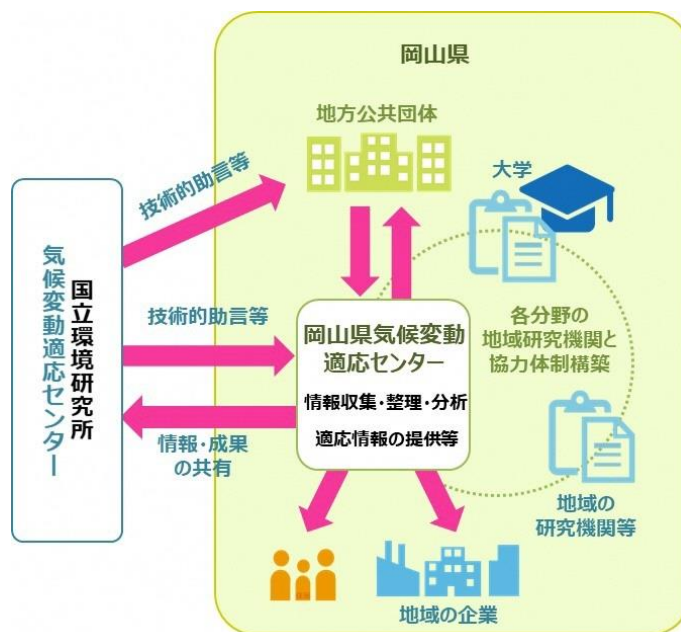 岡山県
地方公共団体
大学
技術的助言等
国立環境研究所
気候変動適応センター
技術的助言等
岡山県気候変動
適応センター
情報収集・整理・分析
適応情報の提供等
各分野の
地域研究機関と
協力体制構築
情報・成果
の共有
地域の
研究機関等
地域の企業